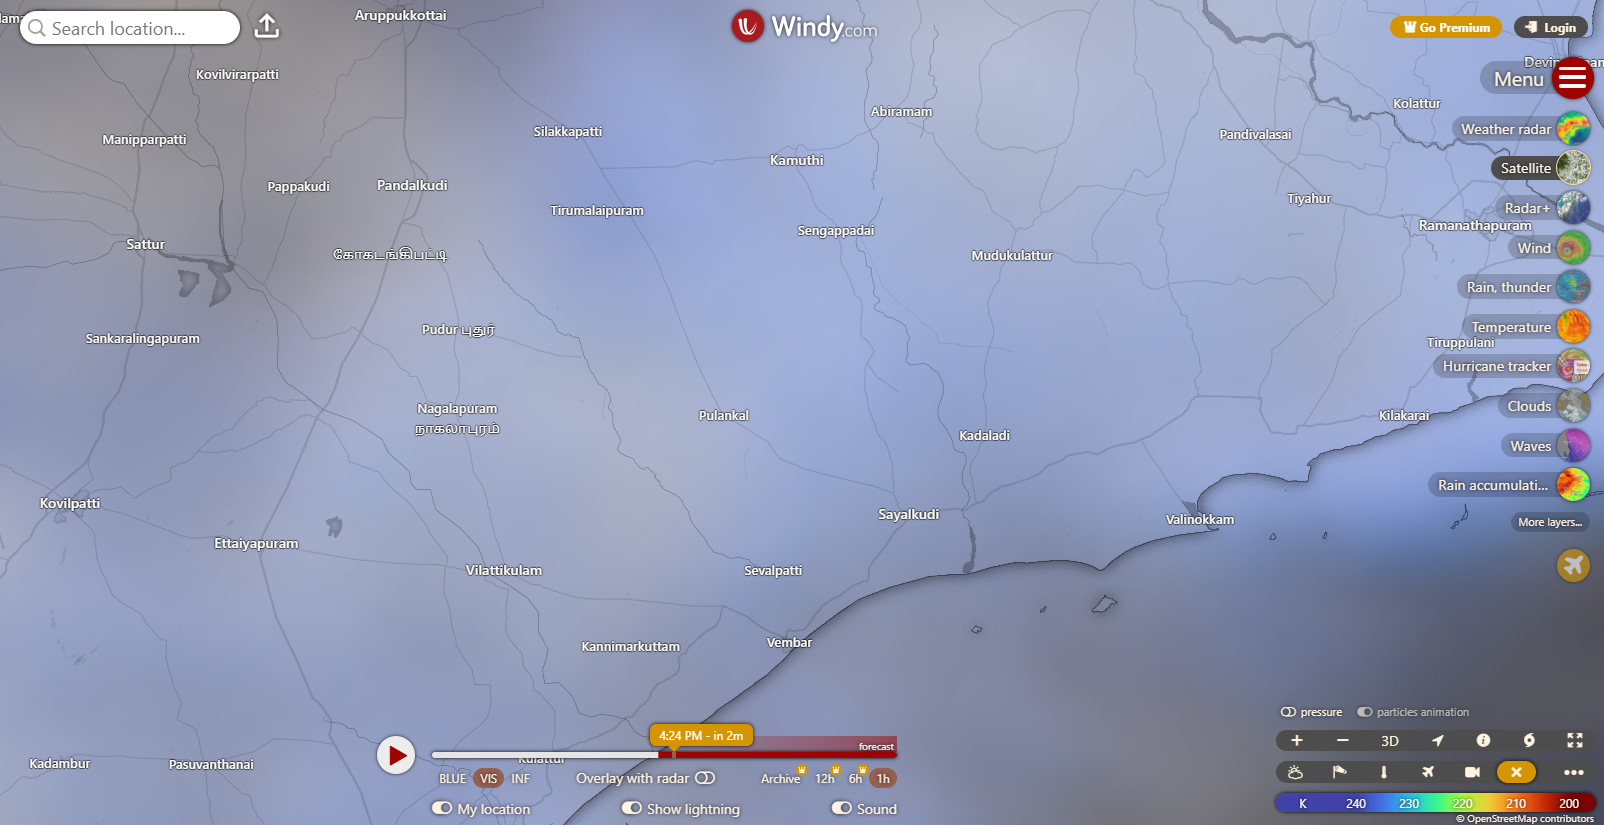 Search location...
Windy.com
Go Premium
Login
Menu
Weather radar
Satellite
Radar+
Wind
Rain, thunder
Temperature
Hurricane tracker
Clouds
Waves
Rain accumulati...
More layers...
Aruppukkottai
Kovilvirarpatti
Manipparpatti
Silakkapatti
Abiramam
Kolattur
Pandivalasai
Kamuthi
Pappakudi
Pandalkudi
Tirumalaipuram
Tiyahur
Sengappadai
Ramanathapuram
Sattur
கோகடங்கிபட்டி
Mudukulattur
Pudur புதுர்
Sankaralingapuram
Tiruppulani
Nagalapuram
நாகலாபுரம்
Pulankal
Kadaladi
Kilakarai
Kovilpatti
Sayalkudi
Valinokkam
Ettaiyapuram
Vilattikulam
Sevalpatti
Kannimarkuttam
Vembar
Kadambur
Pasuvanthanai
Kulattur
4:24 PM - in 2m
forecast
BLUE VIS INF
Overlay with radar
Archive 12h 6h 1h
My location
Show lightning
Sound
pressure
particles animation
+ − 3D
K 240 230 220 210 200
© OpenStreetMap contributors